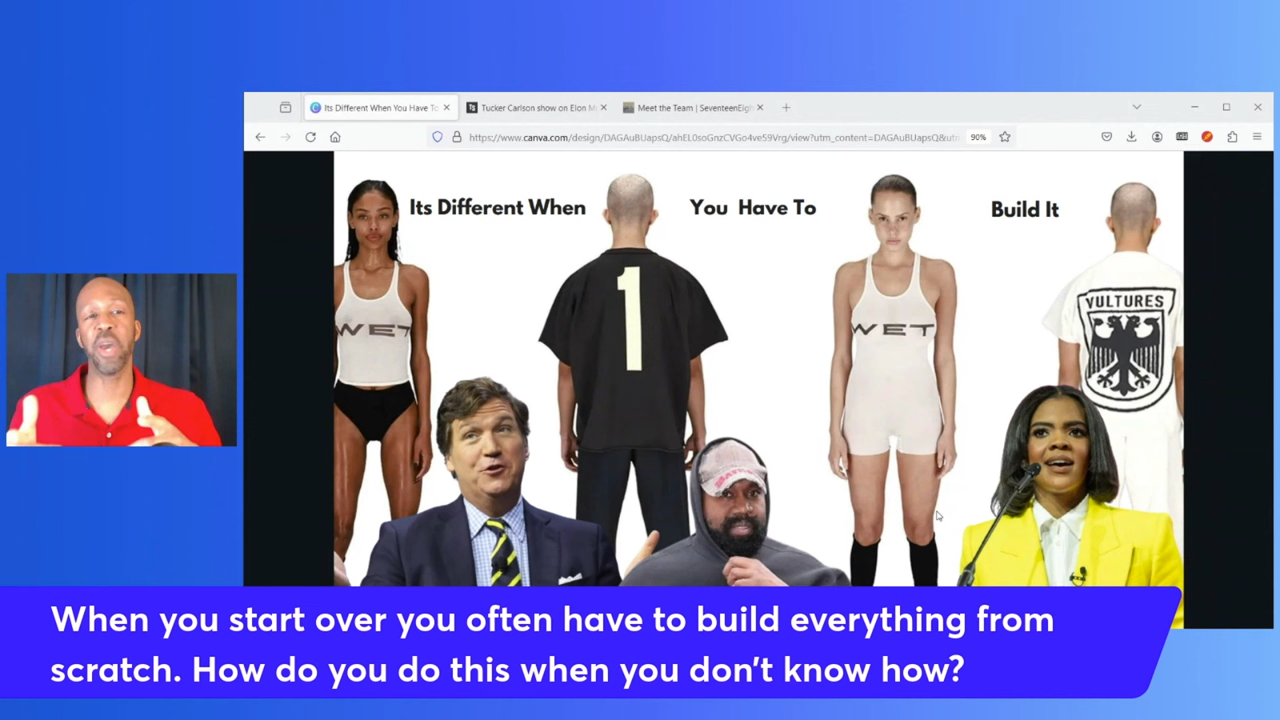 Its Different When You Have To
Tucker Carlson show on Elon M
Meet the Team | SeventeenEigh
https://www.canva.com/design/DAGAuBUapsQ/ahEL0soGnzCVGo4ve59Vrg/view?utm_content=DAGAuBUapsQ&utm
90%
Its Different When
You Have To
Build It
WET
1
WET
VULTURES
When you start over you often have to build everything from
scratch. How do you do this when you don't know how?